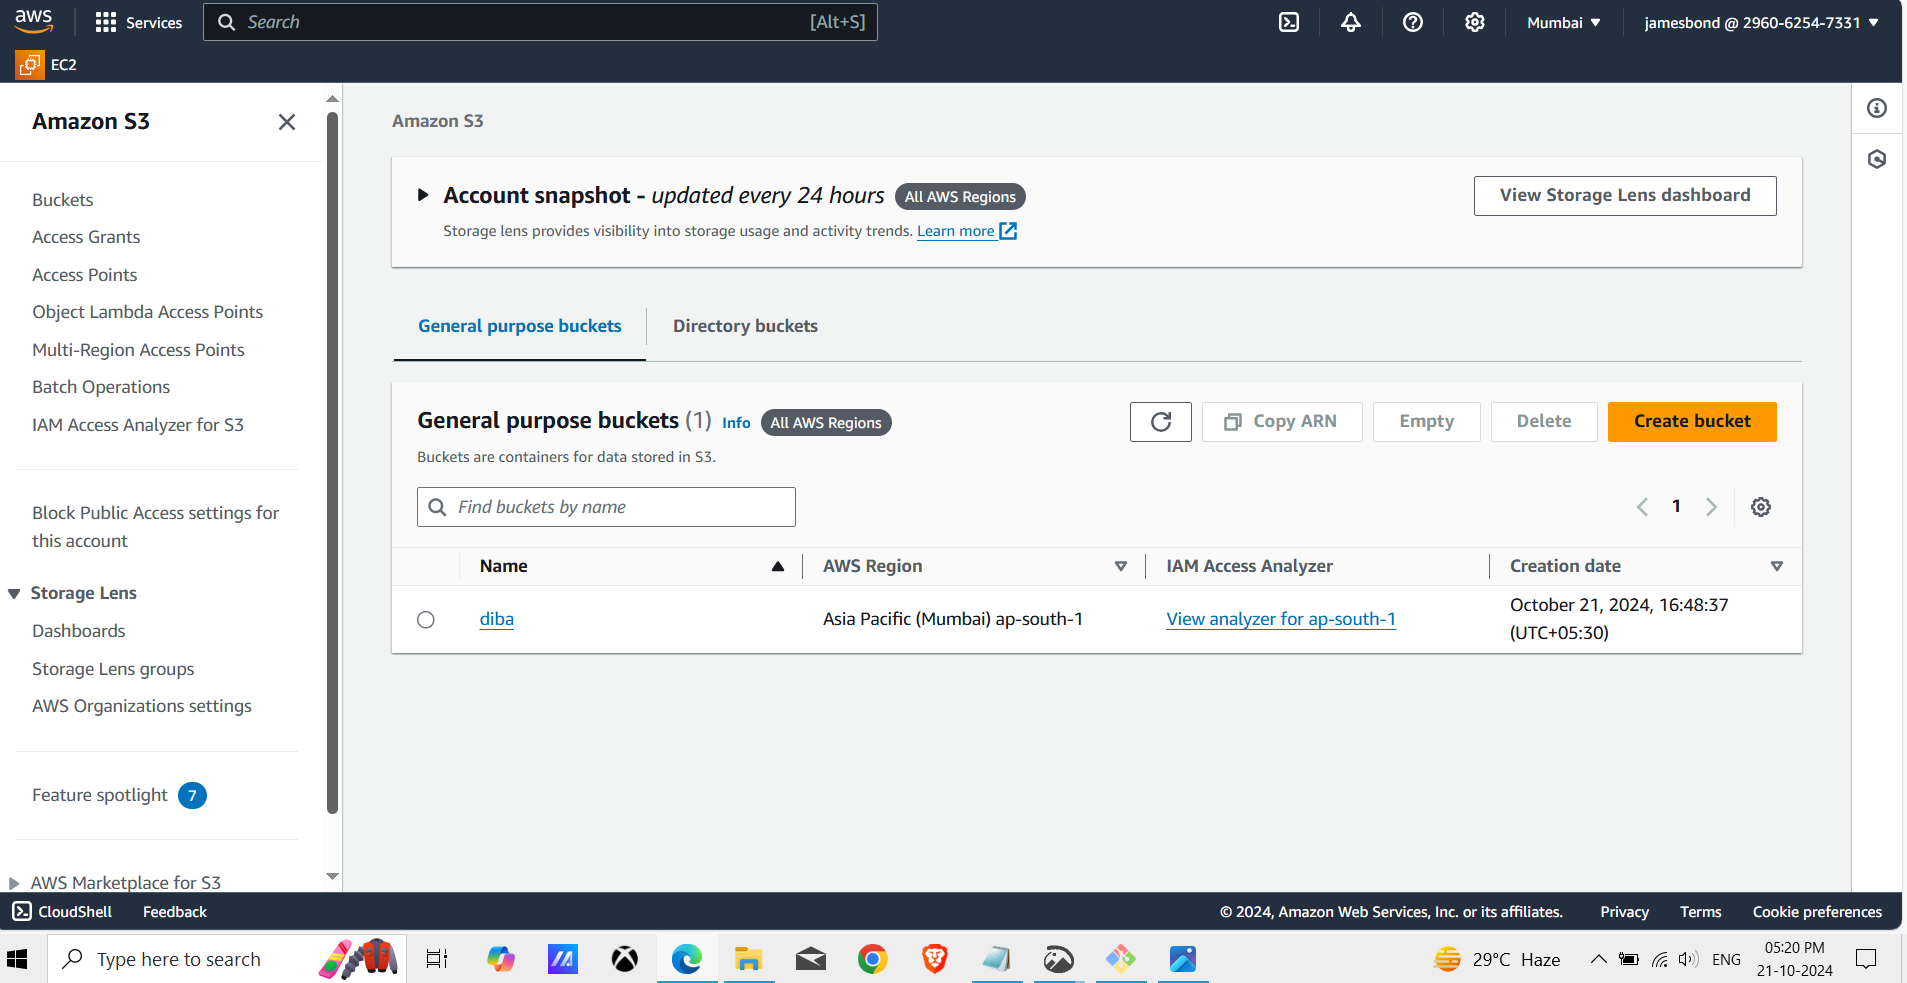 aws
Services
Search
[Alt+S]
Mumbai
jamesbond @ 2960-6254-7331
EC2
Amazon S3
Buckets
Access Grants
Access Points
Object Lambda Access Points
Multi-Region Access Points
Batch Operations
IAM Access Analyzer for S3
Block Public Access settings for
this account
Storage Lens
Dashboards
Storage Lens groups
AWS Organizations settings
Feature spotlight 7
AWS Marketplace for S3
Amazon S3
Account snapshot - updated every 24 hours All AWS Regions
Storage lens provides visibility into storage usage and activity trends. Learn more
View Storage Lens dashboard
General purpose buckets
Directory buckets
General purpose buckets (1) Info All AWS Regions
Buckets are containers for data stored in S3.
Copy ARN
Empty
Delete
Create bucket
Find buckets by name
1
Name
AWS Region
IAM Access Analyzer
Creation date
diba
Asia Pacific (Mumbai) ap-south-1
View analyzer for ap-south-1
October 21, 2024, 16:48:37
(UTC+05:30)
CloudShell
Feedback
© 2024, Amazon Web Services, Inc. or its affiliates.
Privacy
Terms
Cookie preferences
Type here to search
29°C Haze
ENG
05:20 PM
21-10-2024